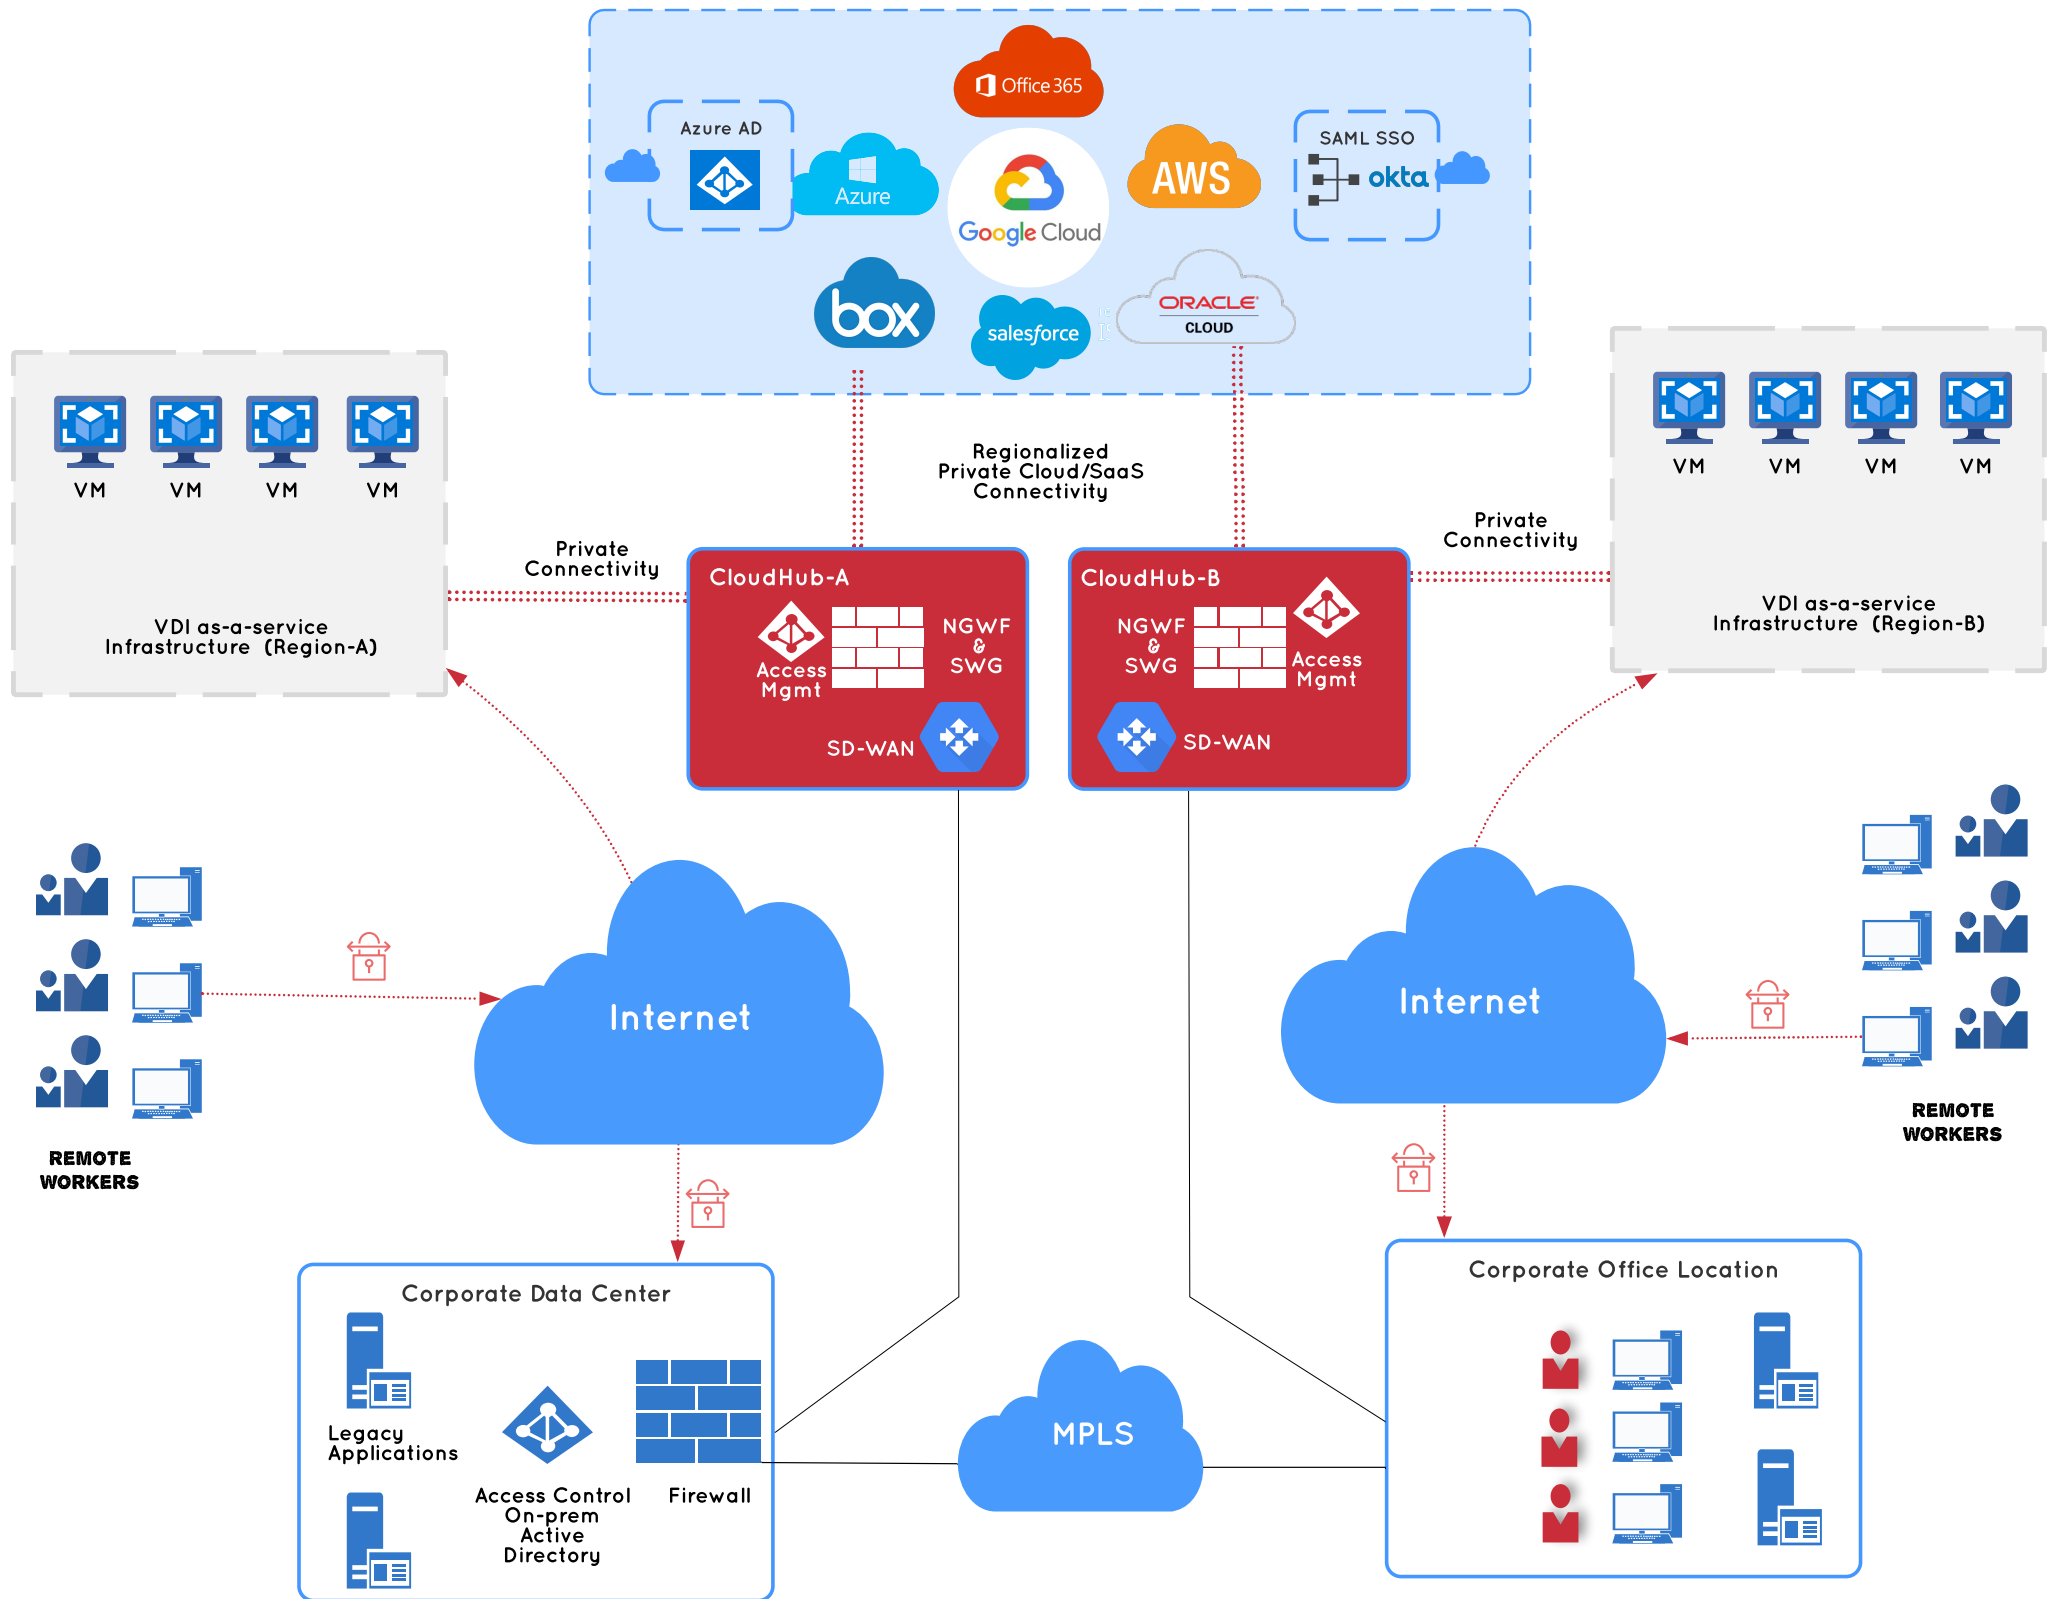 Office 365
Azure AD
Azure
Google Cloud
AWS
SAML SSO
okta
box
salesforce
ORACLE
CLOUD
VM
VM
VM
VM
VDI as-a-service
Infrastructure (Region-A)
VM
VM
VM
VM
VDI as-a-service
Infrastructure (Region-B)
Regionalized
Private Cloud/SaaS
Connectivity
Private
Connectivity
Private
Connectivity
CloudHub-A
Access
Mgmt
NGWF
&
SWG
SD-WAN
CloudHub-B
NGWF
&
SWG
Access
Mgmt
SD-WAN
Internet
Internet
REMOTE
WORKERS
REMOTE
WORKERS
Corporate Data Center
Legacy
Applications
Access Control
On-prem
Active
Directory
Firewall
MPLS
Corporate Office Location